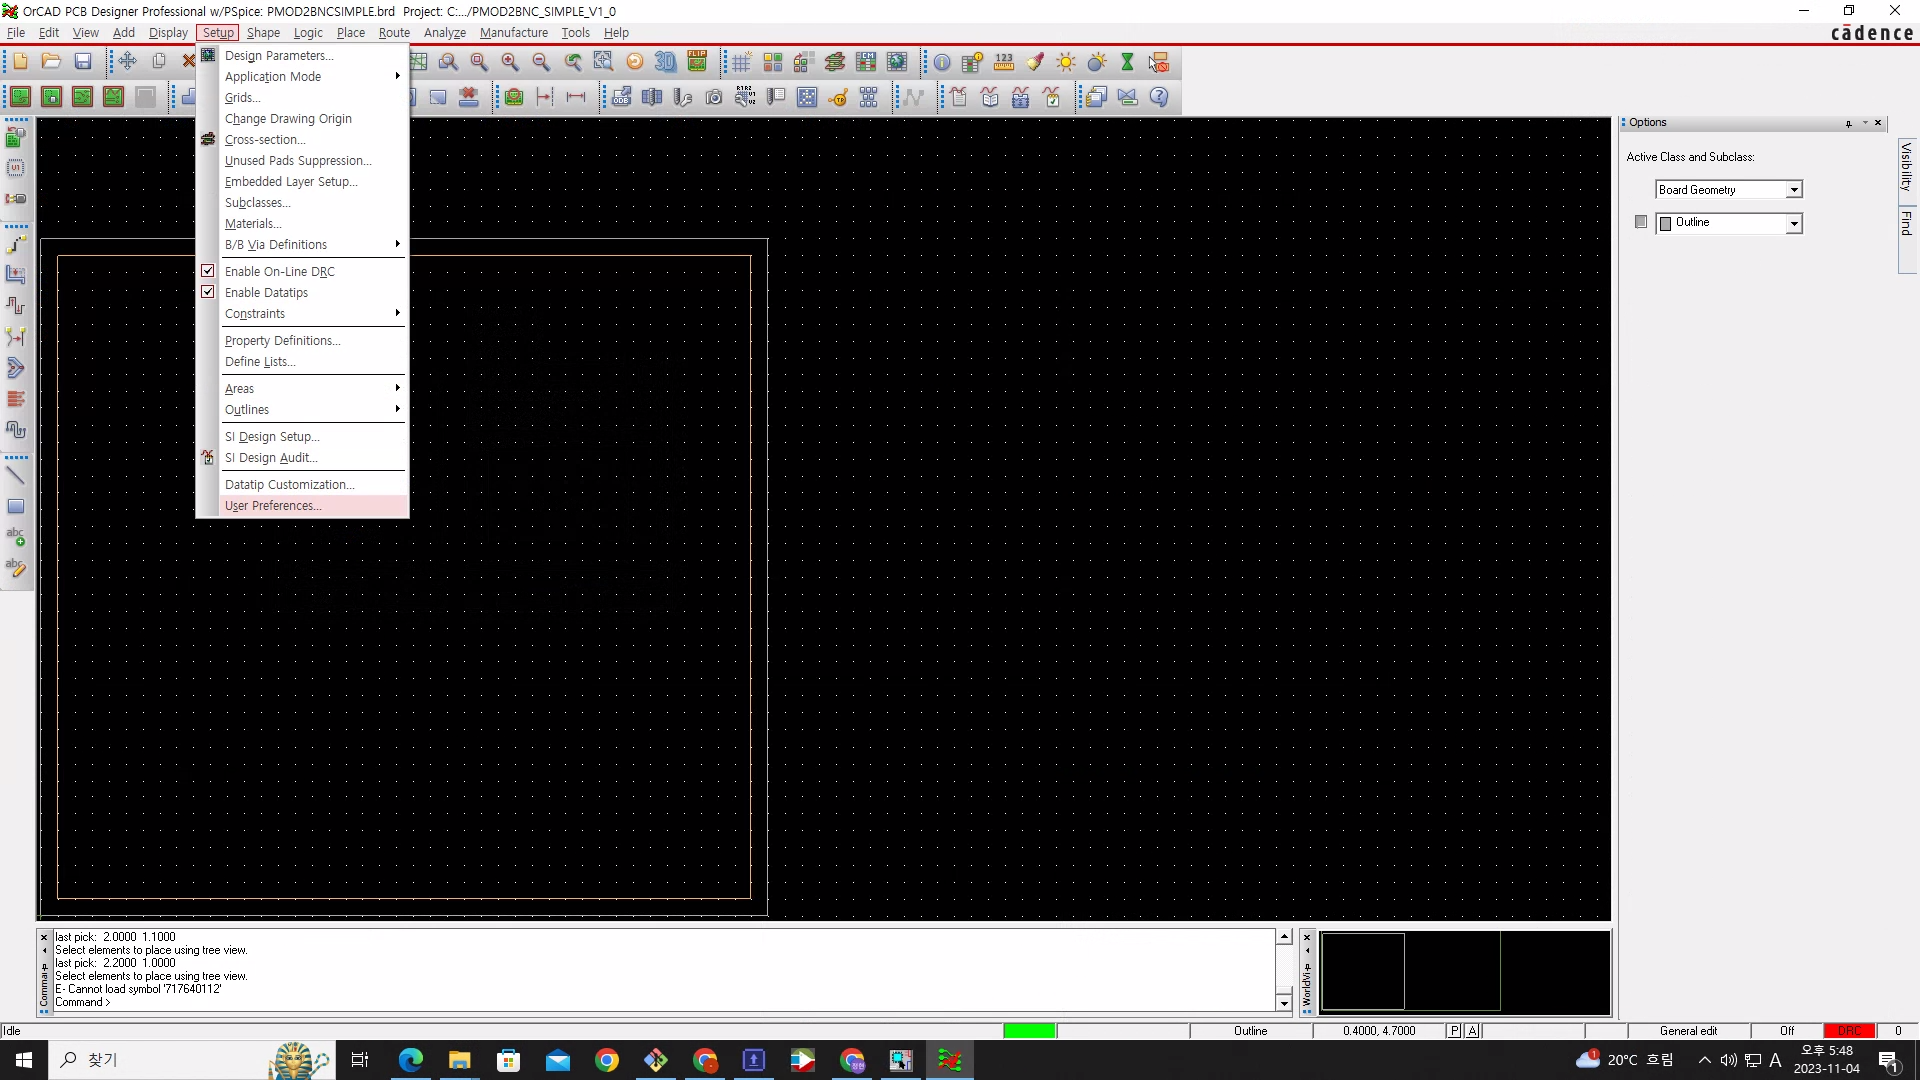 OrCAD PCB Designer Professional w/PSpice: PMOD2BNCSIMPLE.brd  Project: C:.../PMOD2BNC_SIMPLE_V1_0
File Edit View Add Display Setup Shape Logic Place Route Analyze Manufacture Tools Help
cādence
Design Parameters...
Application Mode
Grids...
Change Drawing Origin
Cross-section...
Unused Pads Suppression...
Embedded Layer Setup...
Subclasses...
Materials...
B/B Via Definitions
Enable On-Line DRC
Enable Datatips
Constraints
Property Definitions...
Define Lists...
Areas
Outlines
SI Design Setup...
SI Design Audit...
Datatip Customization...
User Preferences...
Options
Active Class and Subclass:
Board Geometry
Outline
Visibility
Find
last pick:  2.0000  1.1000
Select elements to place using tree view.
last pick:  2.2000  1.0000
Select elements to place using tree view.
E- Cannot load symbol '717640112'
Command >
Idle
Outline
0.4000, 4.7000
P
A
General edit
Off
DRC
0
찾기
20°C 흐림
A
오후 5:48
2023-11-04
1